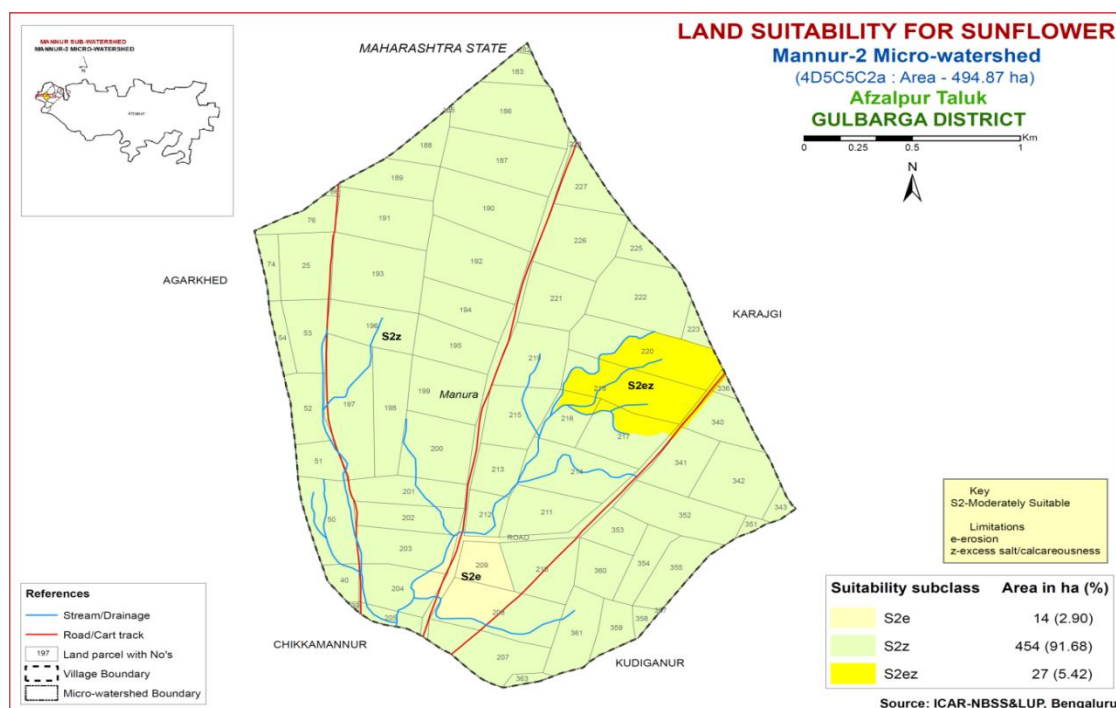 LAND SUITABILITY FOR SUNFLOWER
Mannur-2 Micro-watershed
(4D5C5C2a : Area - 494.87 ha)
Afzalpur Taluk
GULBARGA DISTRICT
0 0.25 0.5 1 Km
N
MANNUR SUB-WATERSHED
MANNUR-2 MICRO-WATERSHED
N
MAHARASHTRA STATE
AGARKHED
KARAJGI
CHIKKAMANNUR
KUDIGANUR
183
186
187
189
190
227
76
191
226
225
74
25
193
192
221
222
223
53
196
S2z
194
54
195
219
220
S2ez
336
52
197
198
199
Manura
215
216
217
340
51
200
213
214
341
342
201
212
211
352
351
343
50
202
ROAD
353
203
209
354
355
S2e
360
40
204
208
361
359
358
207
363
Key
S2-Moderately Suitable
Limitations
e-erosion
z-excess salt/calcareousness
References
Stream/Drainage
Road/Cart track
197 Land parcel with No's
Village Boundary
Micro-watershed Boundary
Suitability subclass Area in ha (%)
S2e 14 (2.90)
S2z 454 (91.68)
S2ez 27 (5.42)
Source: ICAR-NBSS&LUP, Bengaluru